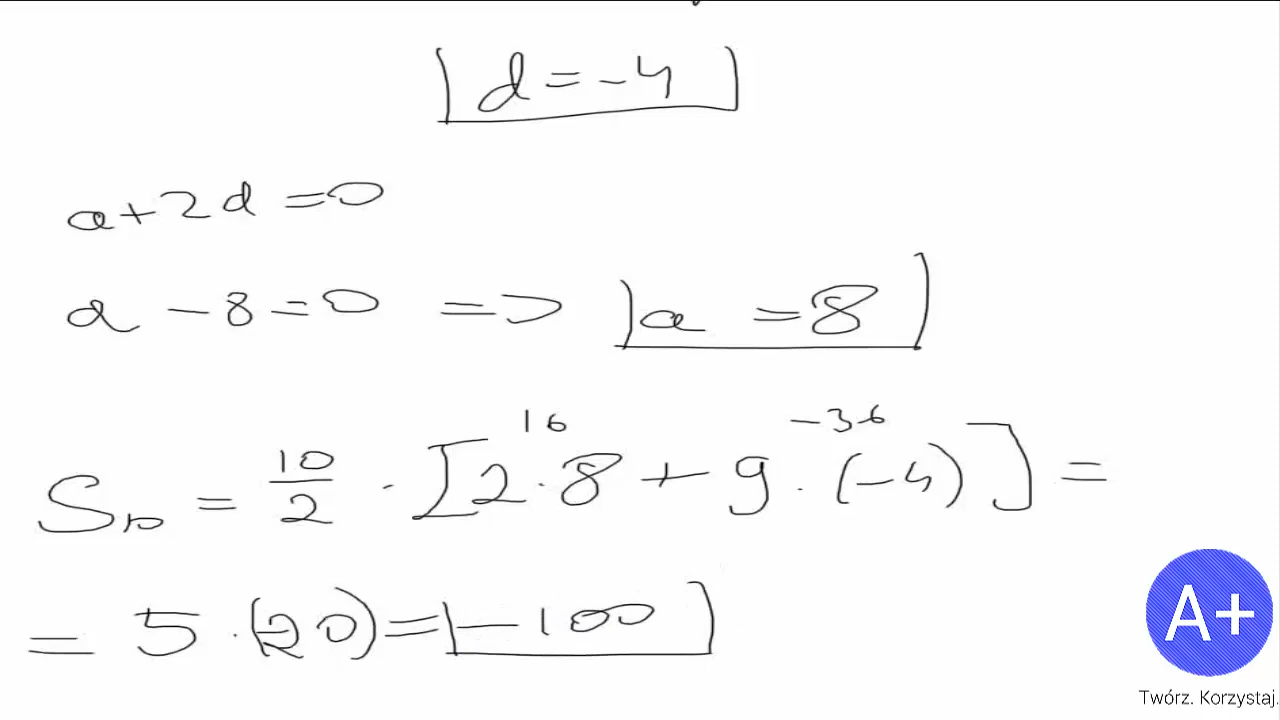 d = -4
a + 2d = 0
a - 8 = 0 => a = 8
16 -36
S10 = 10/2 · [2 · 8 + 9 · (-4)] =
= 5 · (-20) = -100
A+
Twórz. Korzystaj.